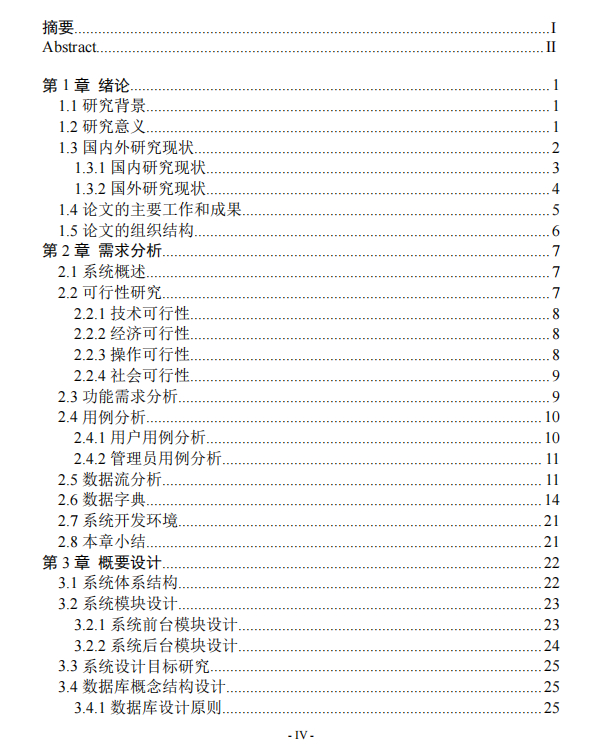 摘要 I
Abstract II
第 1 章 绪论 1
1.1 研究背景 1
1.2 研究意义 1
1.3 国内外研究现状 2
1.3.1 国内研究现状 3
1.3.2 国外研究现状 4
1.4 论文的主要工作和成果 5
1.5 论文的组织结构 6
第 2 章 需求分析 7
2.1 系统概述 7
2.2 可行性研究 7
2.2.1 技术可行性 8
2.2.2 经济可行性 8
2.2.3 操作可行性 8
2.2.4 社会可行性 9
2.3 功能需求分析 9
2.4 用例分析 10
2.4.1 用户用例分析 10
2.4.2 管理员用例分析 11
2.5 数据流分析 11
2.6 数据字典 14
2.7 系统开发环境 21
2.8 本章小结 21
第 3 章 概要设计 22
3.1 系统体系结构 22
3.2 系统模块设计 23
3.2.1 系统前台模块设计 23
3.2.2 系统后台模块设计 24
3.3 系统设计目标研究 25
3.4 数据库概念结构设计 25
3.4.1 数据库设计原则 25
- IV -